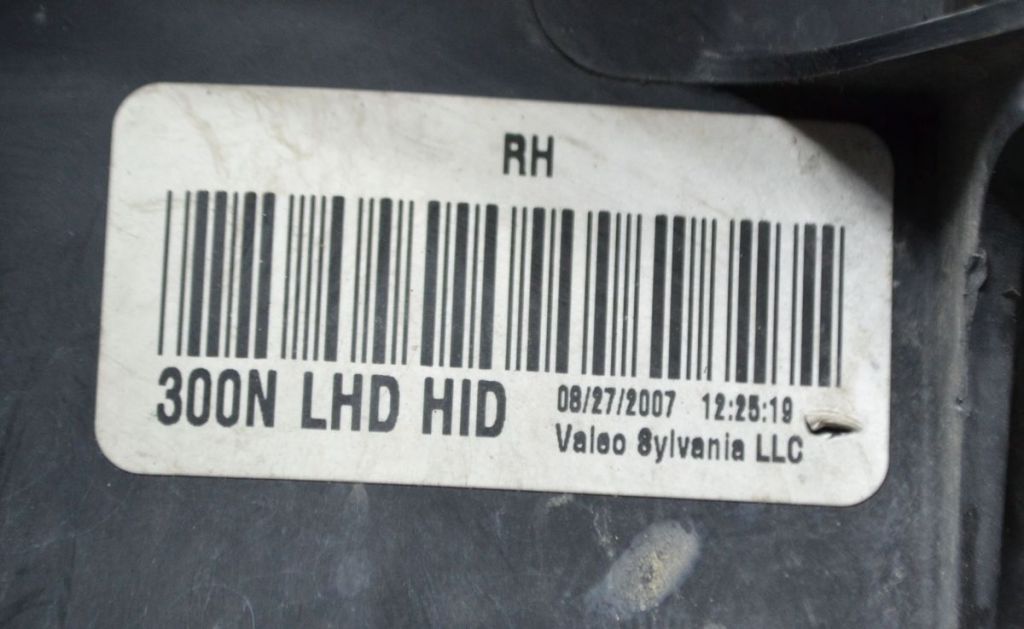 RH
300N LHD HID
08/27/2007 12:25:19
Valeo Sylvania LLC